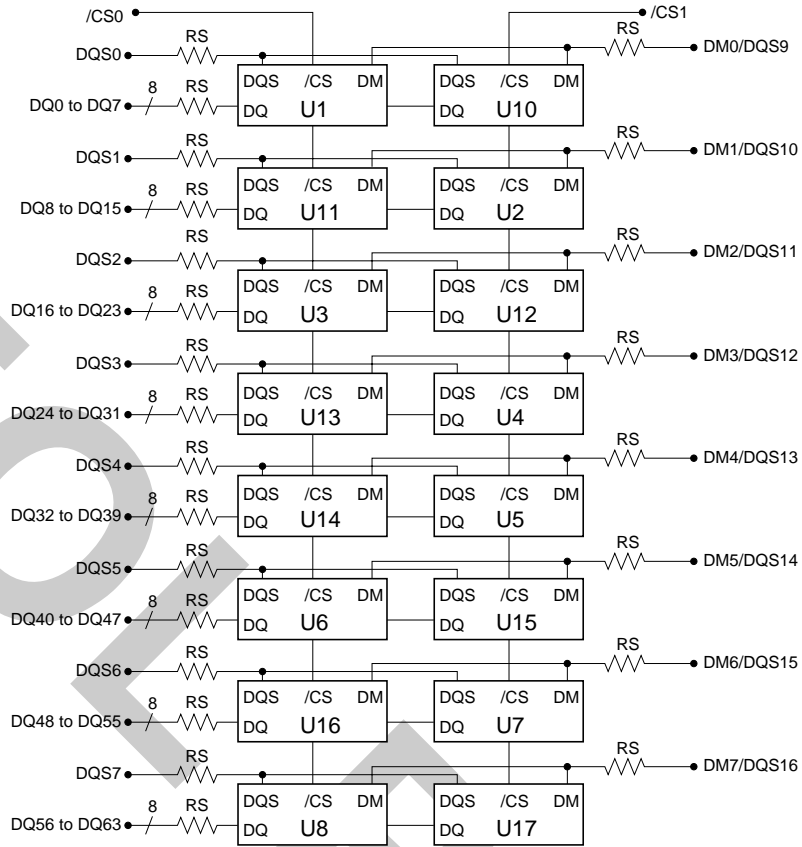 /CS0 /CS1
RS RS
DQS0 DM0/DQS9
8 RS DQS /CS DM DQS /CS DM
DQ0 to DQ7 DQ U1 DQ U10
RS RS
DQS1 DM1/DQS10
8 RS DQS /CS DM DQS /CS DM
DQ8 to DQ15 DQ U11 DQ U2
RS RS
DQS2 DM2/DQS11
8 RS DQS /CS DM DQS /CS DM
DQ16 to DQ23 DQ U3 DQ U12
RS RS
DQS3 DM3/DQS12
8 RS DQS /CS DM DQS /CS DM
DQ24 to DQ31 DQ U13 DQ U4
RS RS
DQS4 DM4/DQS13
8 RS DQS /CS DM DQS /CS DM
DQ32 to DQ39 DQ U14 DQ U5
RS RS
DQS5 DM5/DQS14
8 RS DQS /CS DM DQS /CS DM
DQ40 to DQ47 DQ U6 DQ U15
RS RS
DQS6 DM6/DQS15
8 RS DQS /CS DM DQS /CS DM
DQ48 to DQ55 DQ U16 DQ U7
RS RS
DQS7 DM7/DQS16
8 RS DQS /CS DM DQS /CS DM
DQ56 to DQ63 DQ U8 DQ U17